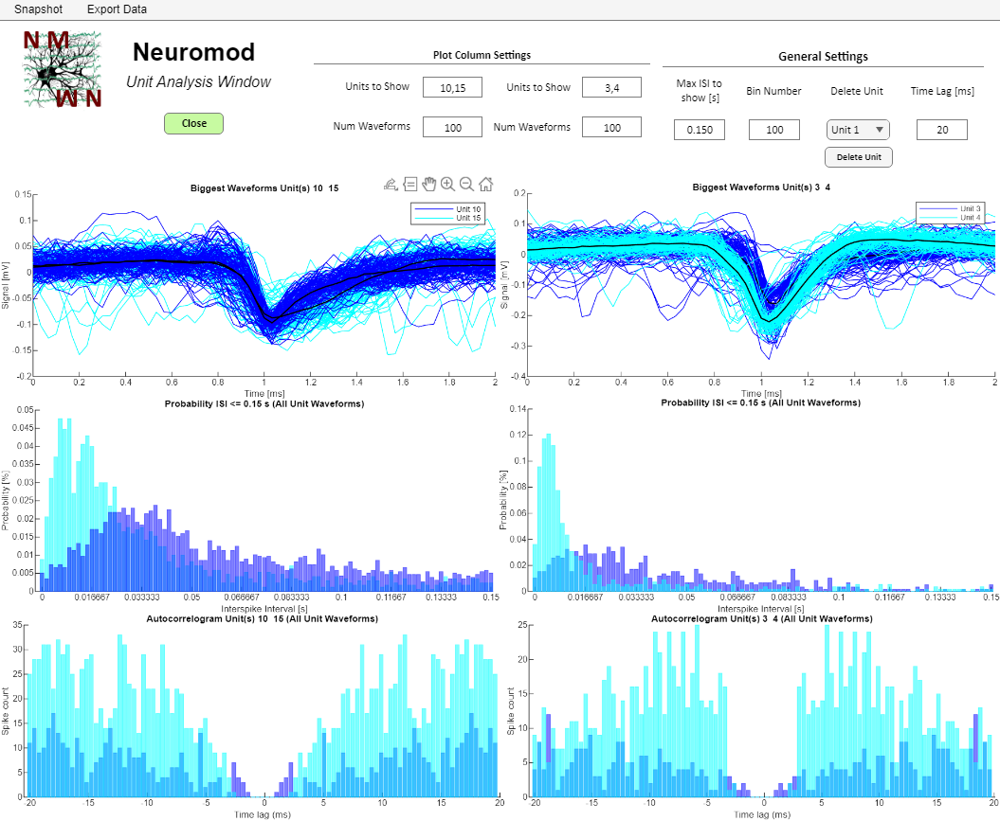 Snapshot Export Data
NM
WN
Neuromod
Unit Analysis Window
Close
Plot Column Settings
Units to Show 10,15 Units to Show 3,4
Num Waveforms 100 Num Waveforms 100
General Settings
Max ISI to show [s] Bin Number Delete Unit Time Lag [ms]
0.150 100 Unit 1 20
Delete Unit
Biggest Waveforms Unit(s) 10 15
Unit 10
Unit 15
Signal [mV]
0.15
0.1
0.05
0
-0.05
-0.1
-0.15
-0.2
0 0.2 0.4 0.6 0.8 1 1.2 1.4 1.6 1.8 2
Time [ms]
Biggest Waveforms Unit(s) 3 4
Unit 3
Unit 4
Signal [mV]
0.2
0.1
0
-0.1
-0.2
-0.3
-0.4
0 0.2 0.4 0.6 0.8 1 1.2 1.4 1.6 1.8 2
Time [ms]
Probability ISI <= 0.15 s (All Unit Waveforms)
Probability [%]
0.05
0.045
0.04
0.035
0.03
0.025
0.02
0.015
0.01
0.005
0
0 0.016667 0.033333 0.05 0.066667 0.083333 0.1 0.11667 0.13333 0.15
Interspike Interval [s]
Probability ISI <= 0.15 s (All Unit Waveforms)
Probability [%]
0.14
0.12
0.1
0.08
0.06
0.04
0.02
0
0 0.016667 0.033333 0.05 0.066667 0.083333 0.1 0.11667 0.13333 0.15
Interspike Interval [s]
Autocorrelogram Unit(s) 10 15 (All Unit Waveforms)
Spike count
35
30
25
20
15
10
5
0
-20 -15 -10 -5 0 5 10 15 20
Time lag (ms)
Autocorrelogram Unit(s) 3 4 (All Unit Waveforms)
Spike count
25
20
15
10
5
0
-20 -15 -10 -5 0 5 10 15 20
Time lag (ms)